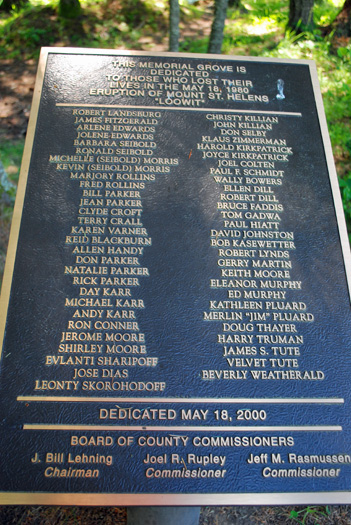 THIS MEMORIAL GROVE IS
DEDICATED
TO THOSE WHO LOST THEIR
LIVES IN THE MAY 18, 1980
ERUPTION OF MOUNT ST. HELENS
"LOOWIT"
ROBERT LANDSBURG
JAMES FITZGERALD
ARLENE EDWARDS
JOLENE EDWARDS
BARBARA SEIBOLD
RONALD SEIBOLD
MICHELLE (SEIBOLD) MORRIS
KEVIN (SEIBOLD) MORRIS
MARJORY ROLLINS
FRED ROLLINS
BILL PARKER
JEAN PARKER
CLYDE CROFT
TERRY CRALL
KAREN VARNER
REID BLACKBURN
ALLEN HANDY
DON PARKER
NATALIE PARKER
RICK PARKER
DAY KARR
MICHAEL KARR
ANDY KARR
RON CONNER
JEROME MOORE
SHIRLEY MOORE
EVLANTI SHARIPOFF
JOSE DIAS
LEONTY SKOROHODOFF
CHRISTY KILLIAN
JOHN KILLIAN
DON SELBY
KLAUS ZIMMERMAN
HAROLD KIRKPATRICK
JOYCE KIRKPATRICK
JOEL COLTEN
PAUL F. SCHMIDT
WALLY BOWERS
ELLEN DILL
ROBERT DILL
BRUCE FADDIS
TOM GADWA
PAUL HIATT
DAVID JOHNSTON
BOB KASEWETTER
ROBERT LYNDS
GERRY MARTIN
KEITH MOORE
ELEANOR MURPHY
ED MURPHY
KATHLEEN PLUARD
MERLIN "JIM" PLUARD
DOUG THAYER
HARRY TRUMAN
JAMES S. TUTE
VELVET TUTE
BEVERLY WEATHERALD
DEDICATED MAY 18, 2000
BOARD OF COUNTY COMMISSIONERS
J. Bill Lehning Joel R. Rupley Jeff M. Rasmussen
Chairman Commissioner Commissioner